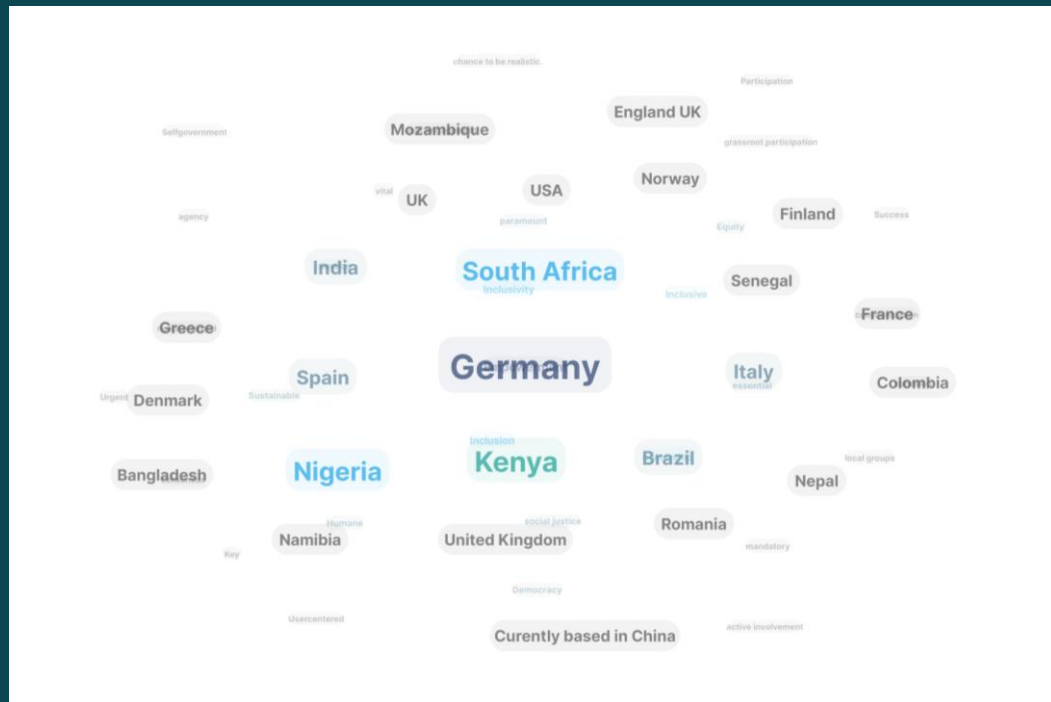 chance to be realistic
Participation
England UK
Mozambique
Selfgovernment
grassroot participation
Norway
USA
vital
UK
Finland
Success
agency
paramount
Equity
India
South Africa
Senegal
Inclusivity
Inclusive
France
Greece
Germany
Italy
Spain
essential
Colombia
Urgent
Denmark
Sustainable
Inclusion
Kenya
Brazil
local groups
Nigeria
Bangladesh
Nepal
Humans
social justice
Romania
Namibia
United Kingdom
mandatory
Key
Democracy
Usercentered
active involvement
Curently based in China